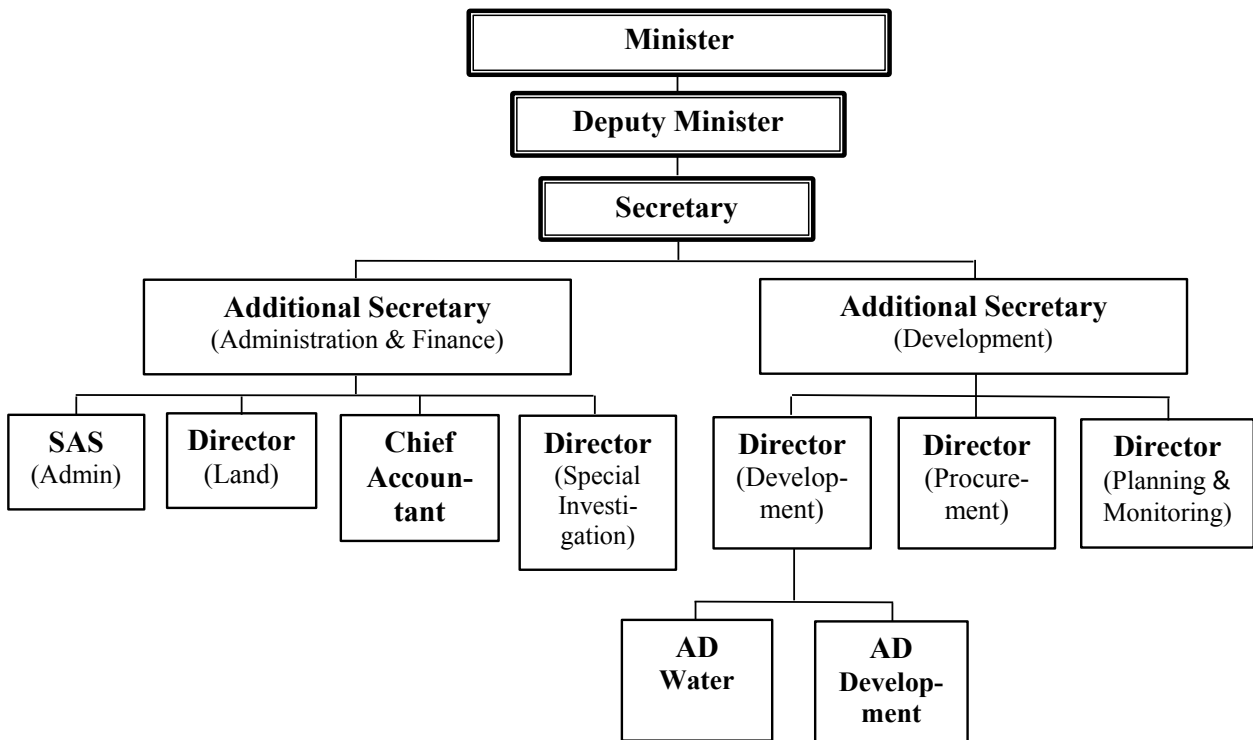 Minister
Deputy Minister
Secretary
Additional Secretary
(Administration & Finance)
Additional Secretary
(Development)
SAS
(Admin)
Director
(Land)
Chief
Accoun-
tant
Director
(Special
Investi-
gation)
Director
(Develop-
ment)
Director
(Procure-
ment)
Director
(Planning &
Monitoring)
AD
Water
AD
Develop-
ment